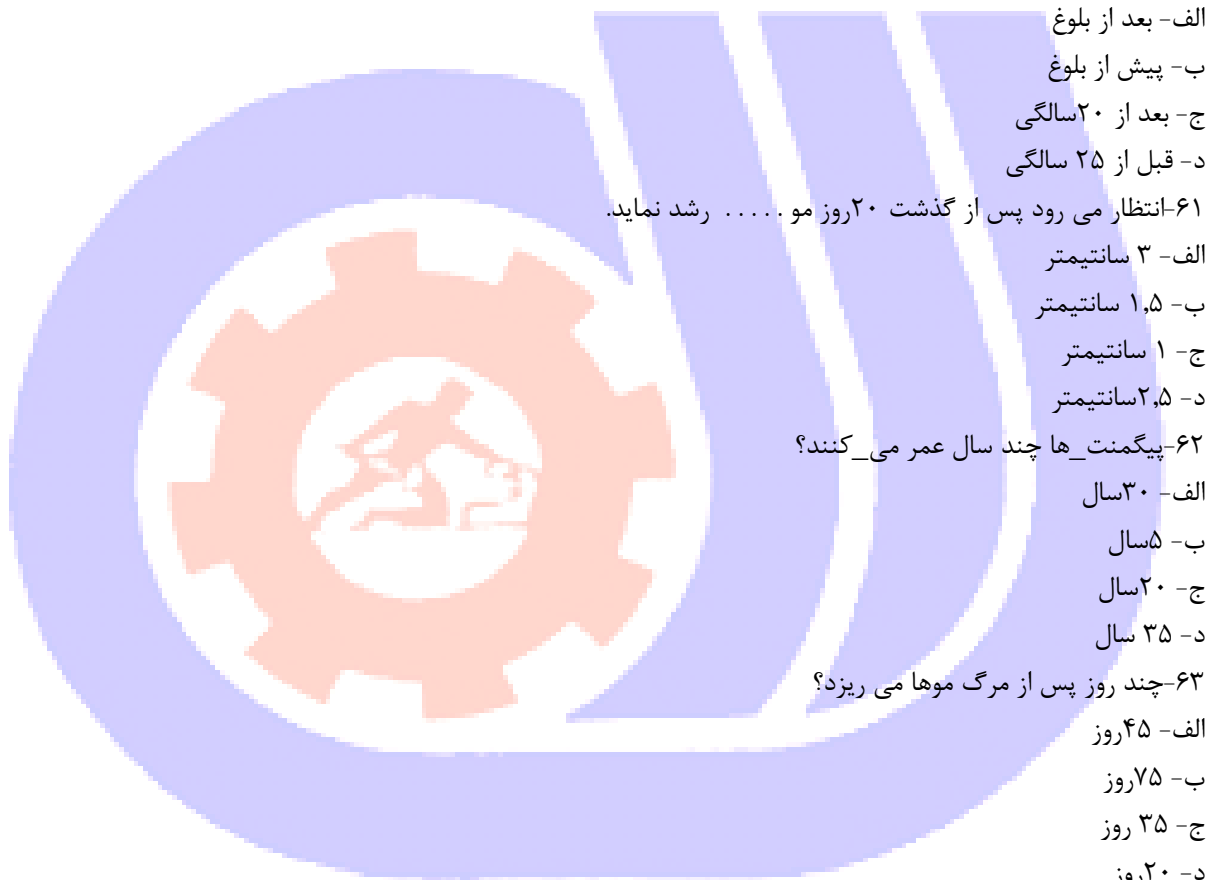 الف- بعد از بلوغ
ب- پیش از بلوغ
ج- بعد از ۲۰سالگی
د- قبل از ۲۵ سالگی
۶۱-انتظار می رود پس از گذشت ۲۰روز مو . . . . . رشد نماید.
الف- ۳ سانتیمتر
ب- ۱٫۵ سانتیمتر
ج- ۱ سانتیمتر
د- ۲٫۵سانتیمتر
۶۲-پیگمنت_ها چند سال عمر می_کنند؟
الف- ۳۰سال
ب- ۵سال
ج- ۲۰سال
د- ۳۵ سال
۶۳-چند روز پس از مرگ موها می ریزد؟
الف- ۴۵روز
ب- ۷۵روز
ج- ۳۵ روز
د- ۲۰روز